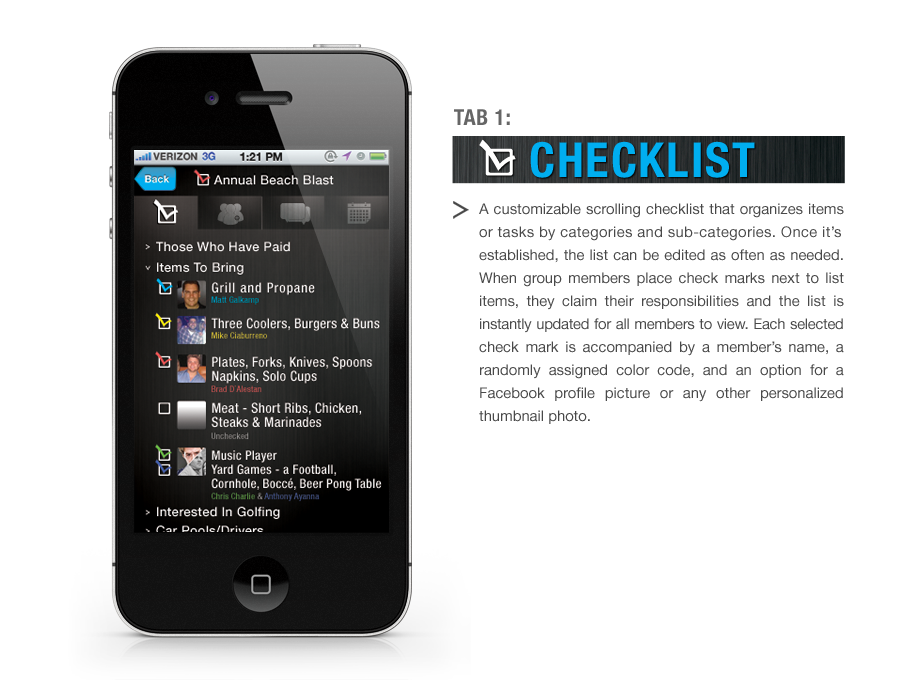 VERIZON 3G 1:21 PM
Back
Annual Beach Blast
> Those Who Have Paid
Items To Bring
Grill and Propane
Matt Galkamp
Three Coolers, Burgers & Buns
Mike Ciaburreno
Plates, Forks, Knives, Spoons
Napkins, Solo Cups
Brad D'Alestan
Meat - Short Ribs, Chicken,
Steaks & Marinades
Unchecked
Music Player
Yard Games - a Football,
Cornhole, Boccé, Beer Pong Table
Chris Charlie & Anthony Ayanna
> Interested In Golfing
> Car Pools/Drivers
TAB 1:
CHECKLIST
> A customizable scrolling checklist that organizes items
or tasks by categories and sub-categories. Once it's
established, the list can be edited as often as needed.
When group members place check marks next to list
items, they claim their responsibilities and the list is
instantly updated for all members to view. Each selected
check mark is accompanied by a member's name, a
randomly assigned color code, and an option for a
Facebook profile picture or any other personalized
thumbnail photo.